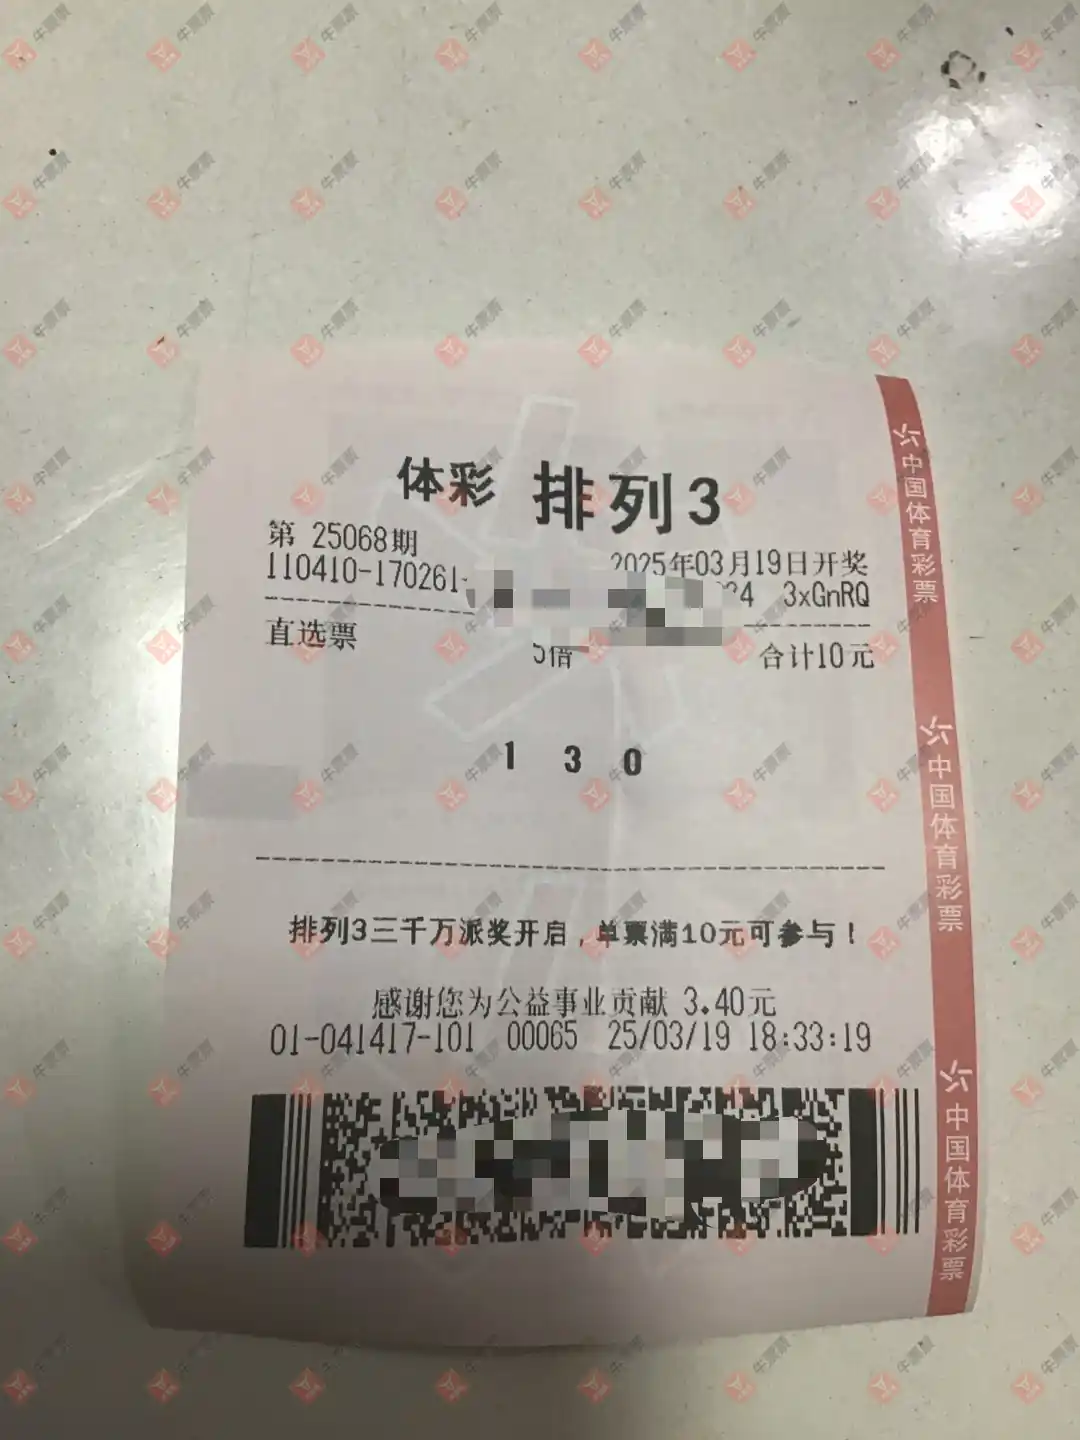 体彩 排列3
第 25068期
2025年03月19日开奖
110410-170261- 34 3xGnRQ
直选票 5倍 合计10元
1 3 0
排列3三千万派奖开启，单票满10元可参与！
感谢您为公益事业贡献 3.40元
01-041417-101 00065 25/03/19 18:33:19
中国体育彩票
中国体育彩票
中国体育彩票
牛票票